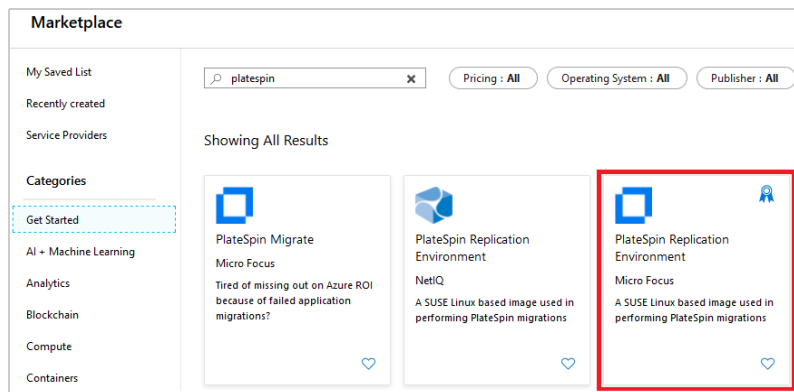 Marketplace
My Saved List
Recently created
Service Providers
Categories
Get Started
AI + Machine Learning
Analytics
Blockchain
Compute
Containers
platespin
Pricing : All
Operating System : All
Publisher : All
Showing All Results
PlateSpin Migrate
Micro Focus
Tired of missing out on Azure ROI
because of failed application
migrations?
PlateSpin Replication
Environment
NetIQ
A SUSE Linux based image used in
performing PlateSpin migrations
PlateSpin Replication
Environment
Micro Focus
A SUSE Linux based image used in
performing PlateSpin migrations